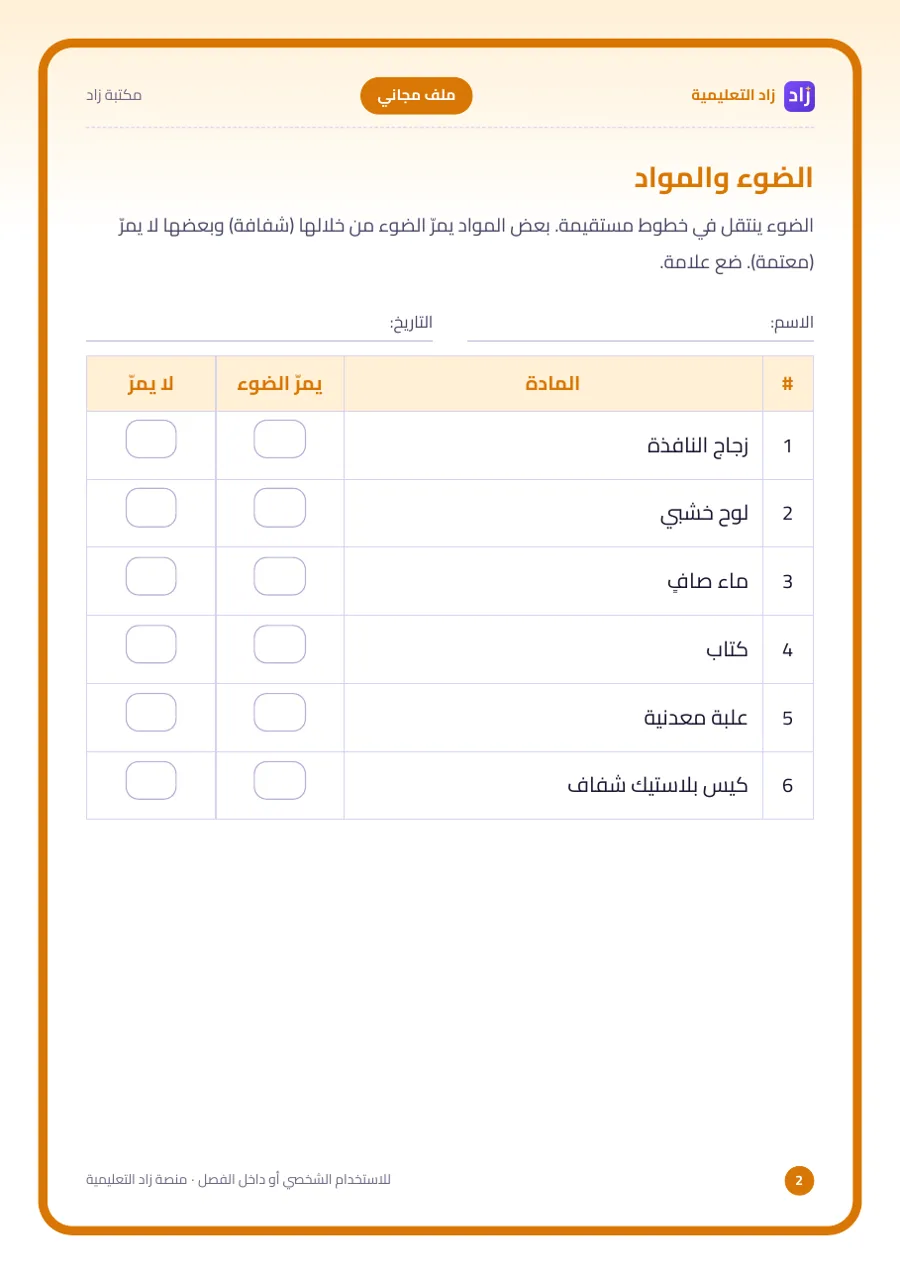 زاد زاد التعليمية
ملف مجاني
مكتبة زاد
الضوء والمواد
الضوء ينتقل في خطوط مستقيمة. بعض المواد يمرّ الضوء من خلالها (شفافة) وبعضها لا يمرّ
(معتمة). ضع علامة.
الاسم:
التاريخ:
# المادة يمرّ الضوء لا يمرّ
1 زجاج النافذة
2 لوح خشبي
3 ماء صافٍ
4 كتاب
5 علبة معدنية
6 كيس بلاستيك شفاف
2
للاستخدام الشخصي أو داخل الفصل · منصة زاد التعليمية